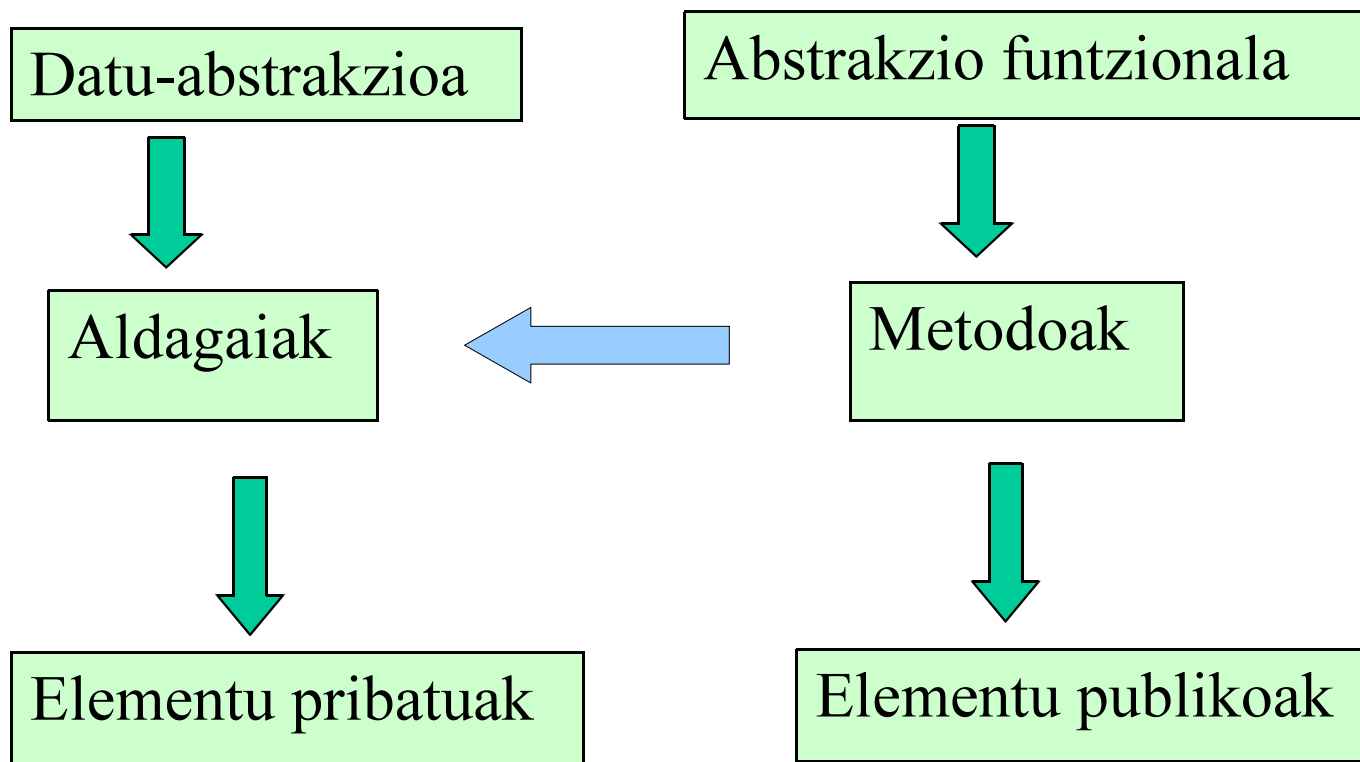 Datu-abstrakzioa
Abstrakzio funtzionala
Aldagaiak
Metodoak
Elementu pribatuak
Elementu publikoak